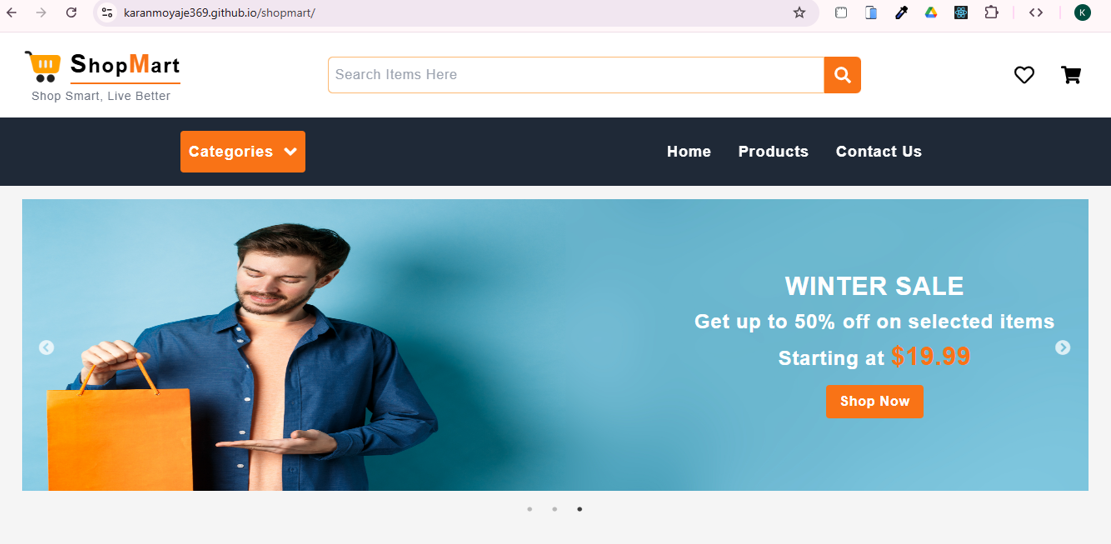 karanmoyaje369.github.io/shopmart/
K
ShopMart
Shop Smart, Live Better
Search Items Here
Categories
Home Products Contact Us
WINTER SALE
Get up to 50% off on selected items
Starting at $19.99
Shop Now